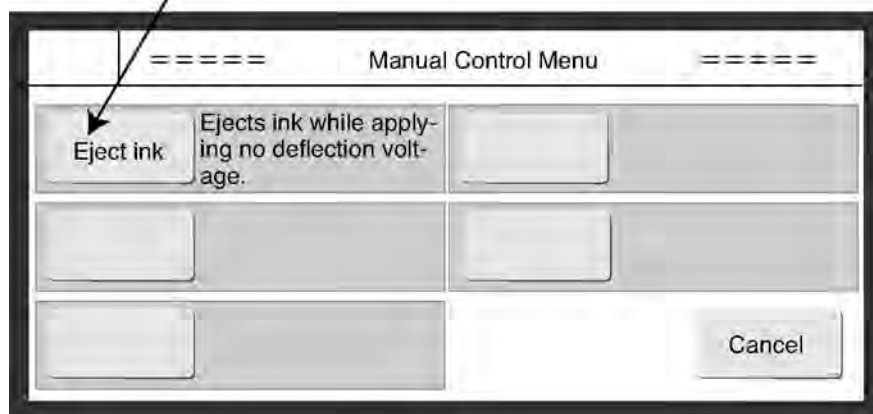 ===== Manual Control Menu =====
Eject ink
Ejects ink while apply-
ing no deflection volt-
age.
Cancel